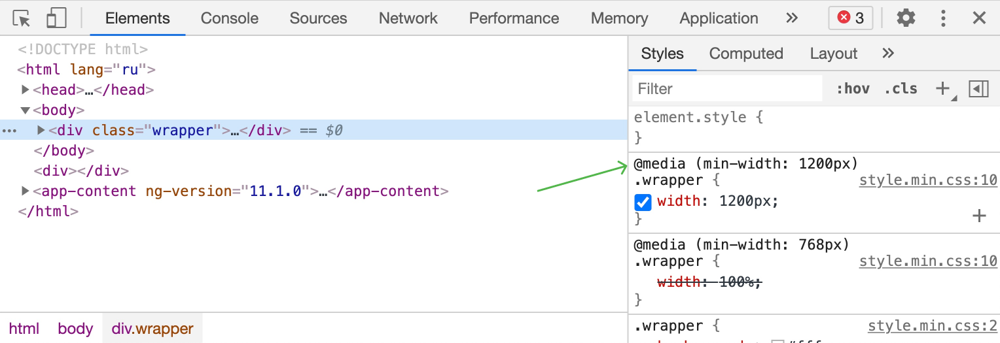 Elements Console Sources Network Performance Memory Application » 3
<!DOCTYPE html>
<html lang="ru">
▶<head>…</head>
▼<body>
… ▶<div class="wrapper">…</div> == $0
</body>
<div></div>
▶<app-content ng-version="11.1.0">…</app-content>
</html>
html body div.wrapper
Styles Computed Layout »
Filter :hov .cls +
element.style {
}
@media (min-width: 1200px)
.wrapper { style.min.css:10
width: 1200px;
}
@media (min-width: 768px)
.wrapper { style.min.css:10
width: 100%;
}
.wrapper { style.min.css:2